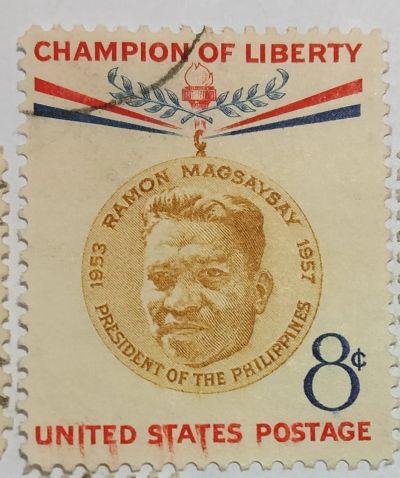 CHAMPION OF LIBERTY
RAMON MAGSAYSAY
1953
1957
PRESIDENT OF THE PHILIPPINES
8¢
UNITED STATES POSTAGE